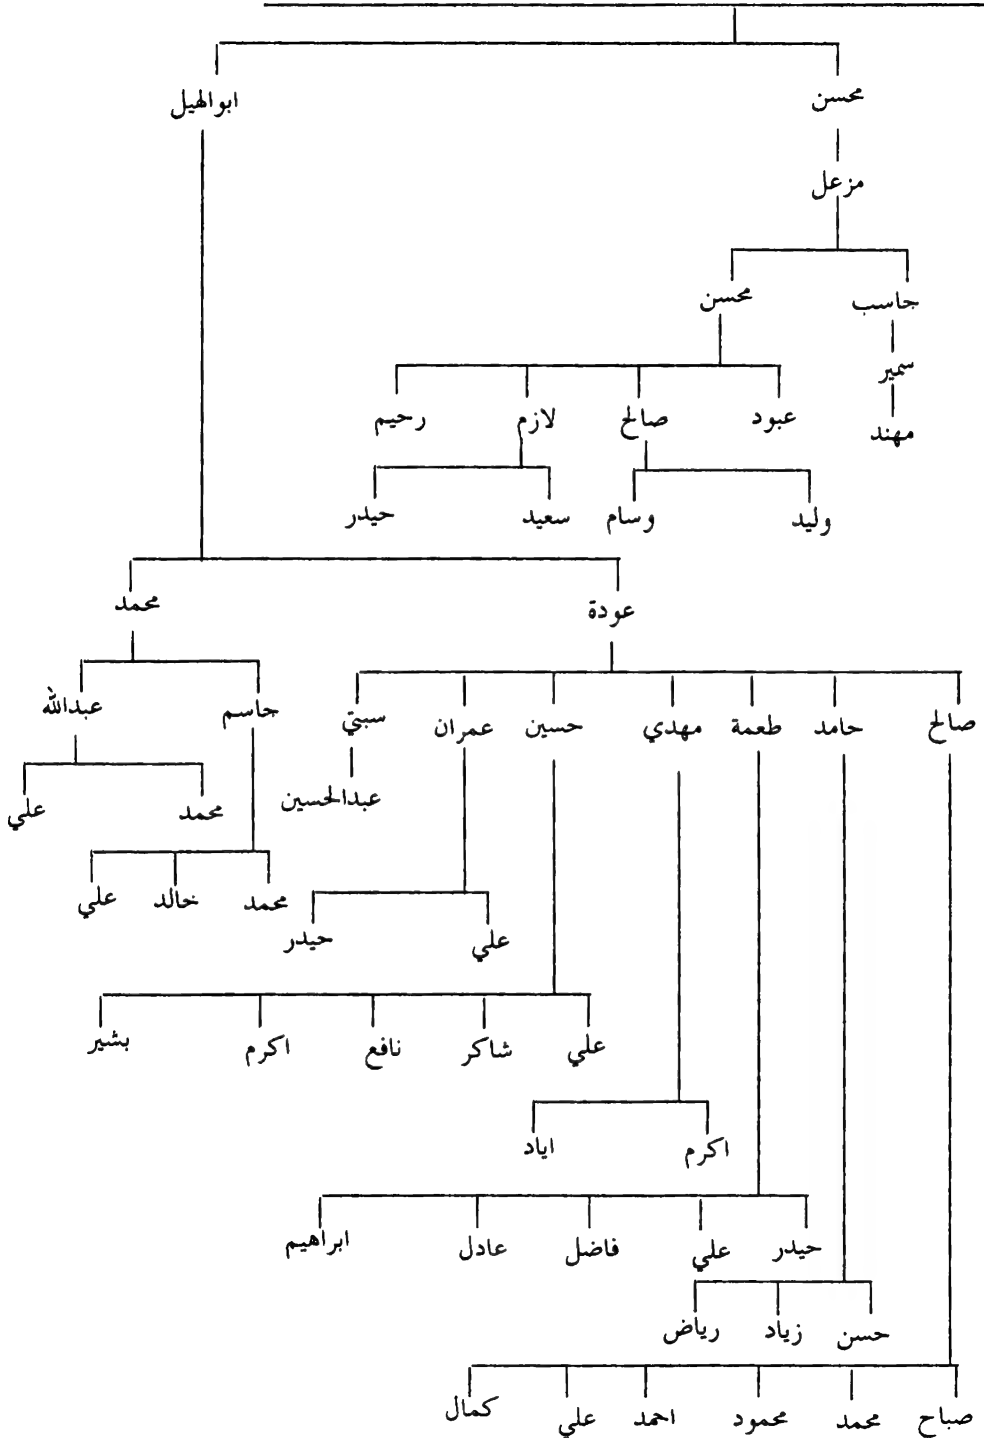 محسن ابوالهيل
مزعل
جاسب محسن
سمير
عبود صالح لازم رحيم
مهند
وليد وسام سعيد حيدر
عودة محمد
صالح حامد طعمة مهدي حسين عمران سبتي جاسم عبدالله
عبدالحسين محمد علي
محمد خالد علي
علي حيدر
علي شاكر نافع اكرم بشير
اكرم اياد
حيدر علي فاضل عادل ابراهيم
حسن زياد رياض
صباح محمد محمود احمد علي كمال